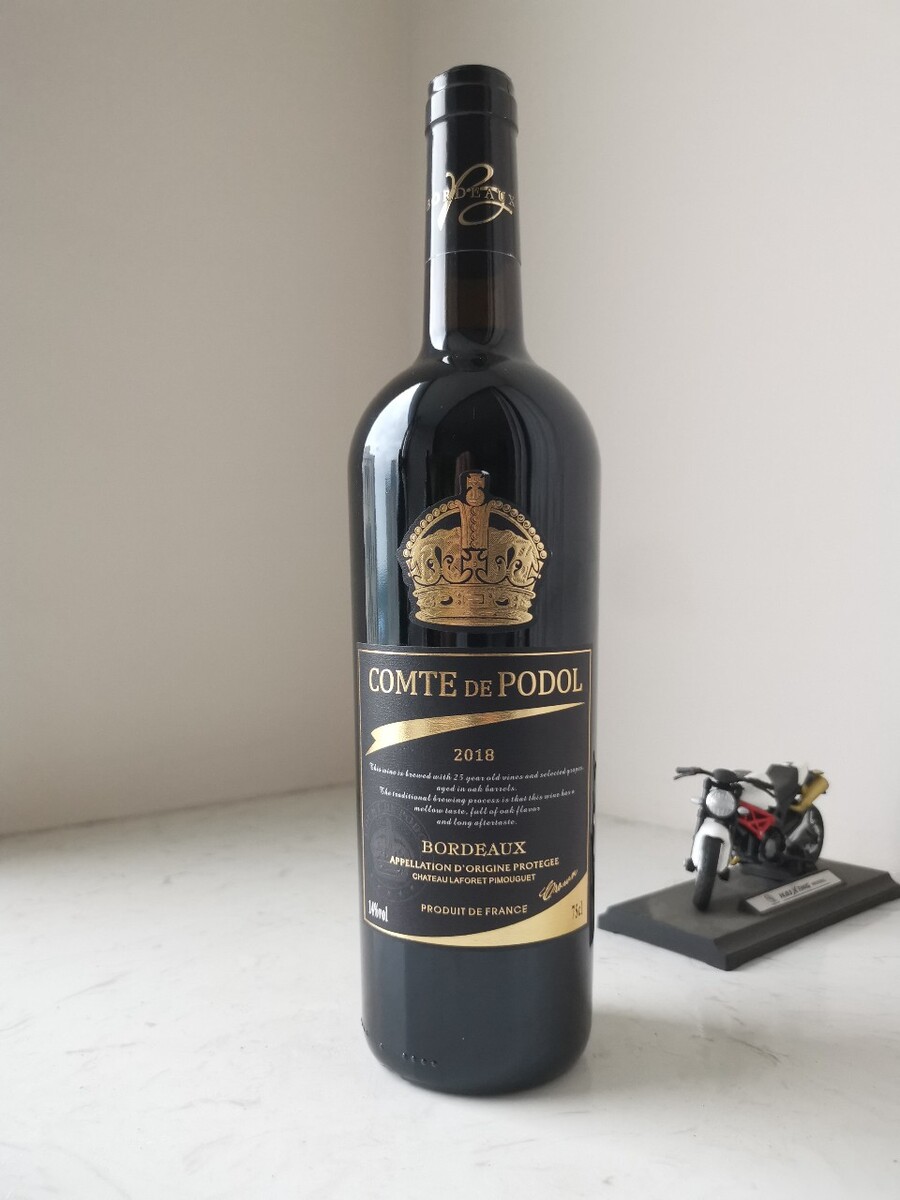 BORDEAUX
COMTE DE PODOL
2018
This wine is brewed with 25 year old vines and selected grapes,
aged in oak barrels.
The traditional brewing process is that this wine has a
mellow taste, full of oak flavor
and long aftertaste.
BORDEAUX
APPELLATION D'ORIGINE PROTEGEE
CHATEAU LAFORET PIMOUGUET
Crown
14%vol
PRODUIT DE FRANCE
75cl